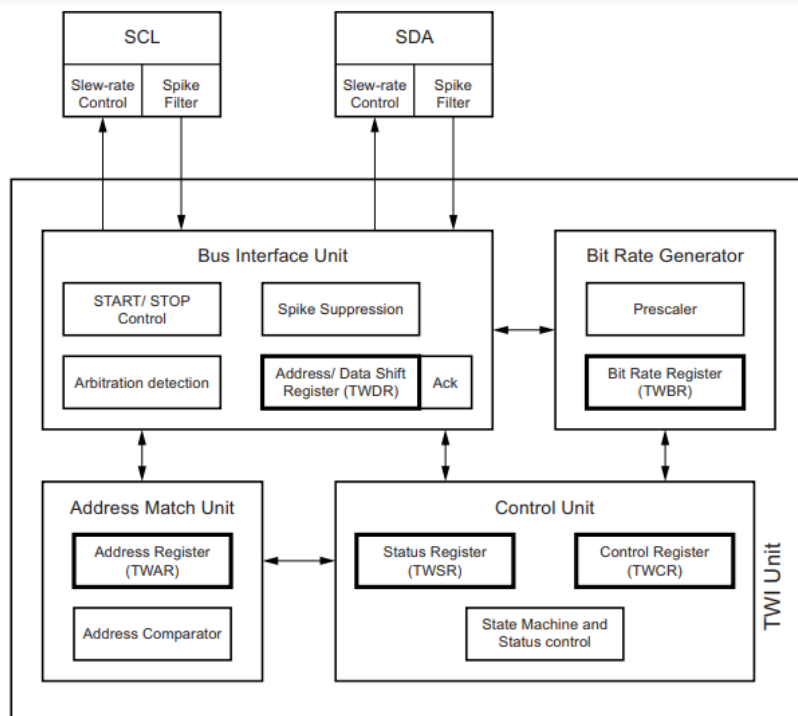 SCL
SDA
Slew-rate
Control
Spike
Filter
Slew-rate
Control
Spike
Filter
Bus Interface Unit
START/ STOP
Control
Spike Suppression
Arbitration detection
Address/ Data Shift
Register (TWDR)
Ack
Bit Rate Generator
Prescaler
Bit Rate Register
(TWBR)
Address Match Unit
Address Register
(TWAR)
Address Comparator
Control Unit
Status Register
(TWSR)
Control Register
(TWCR)
State Machine and
Status control
TWI Unit